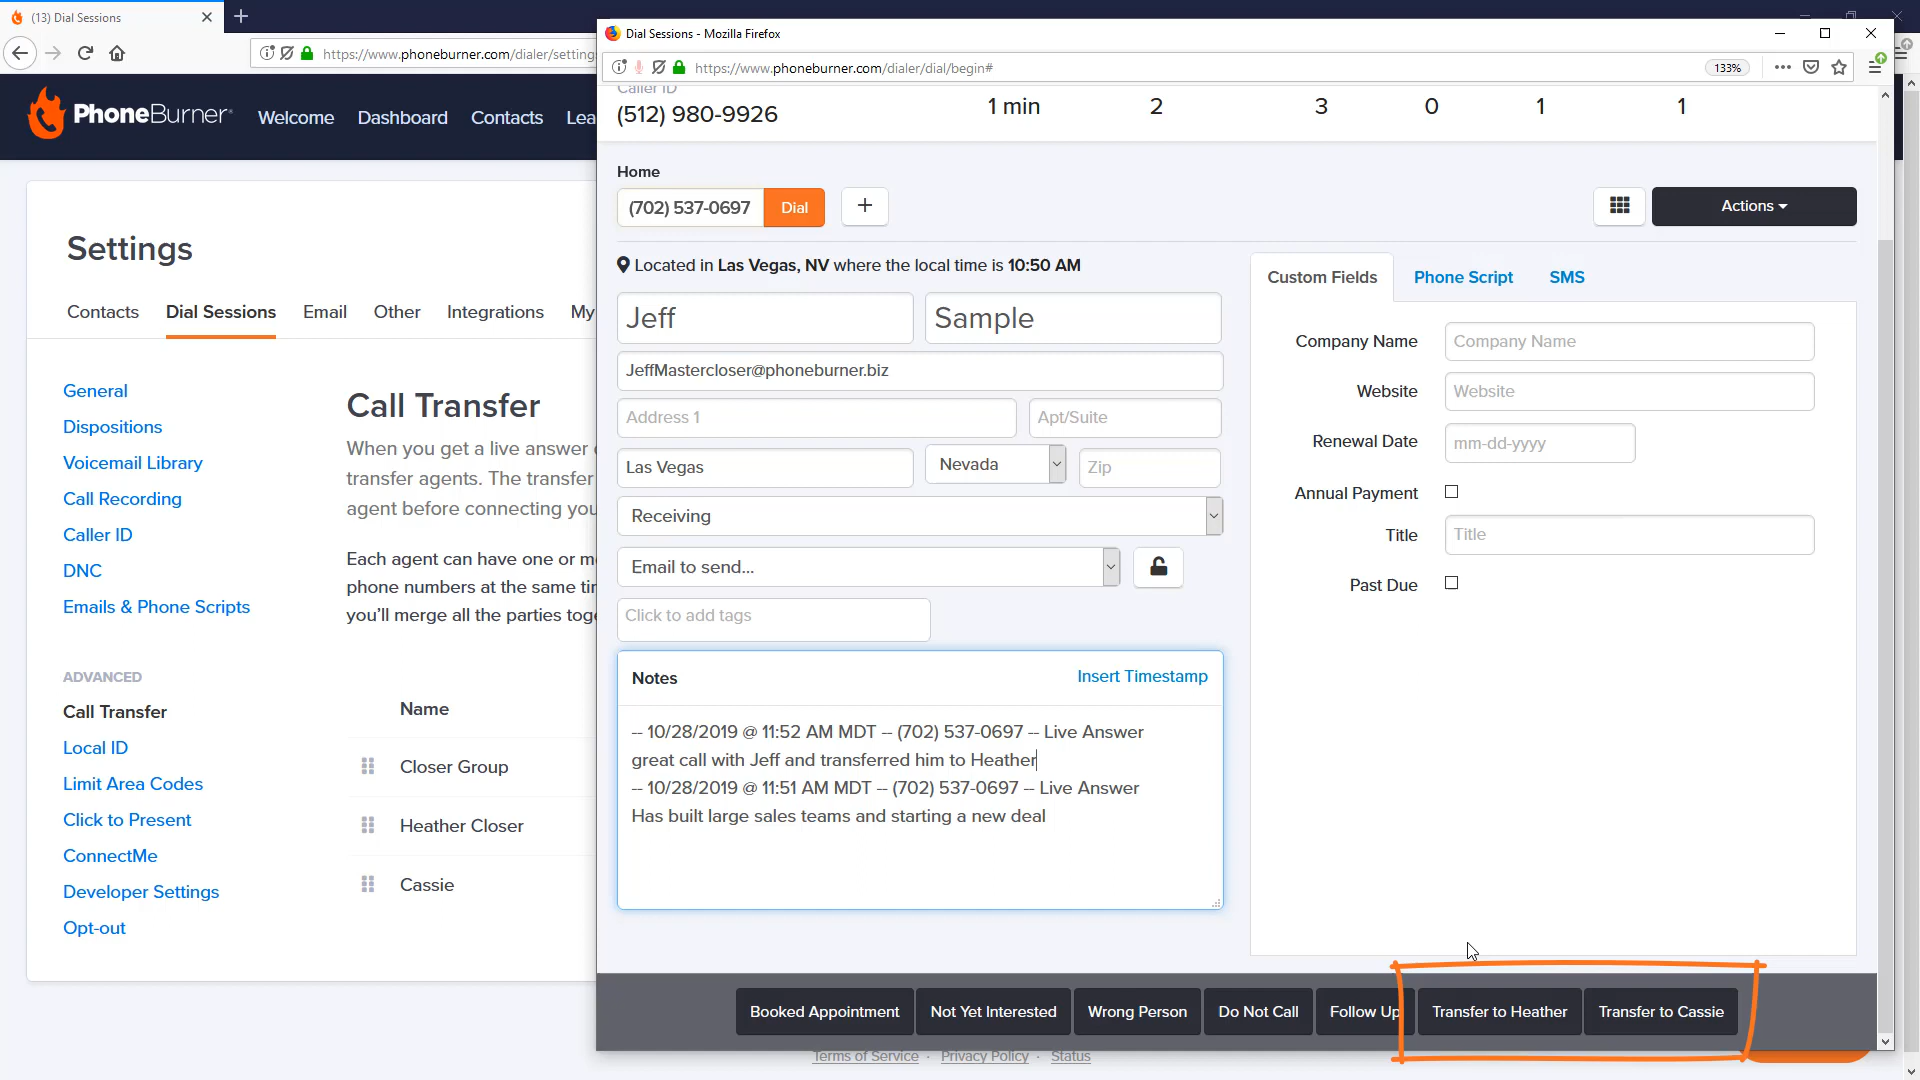 (13) Dial Sessions
https://www.phoneburner.com/dialer/setting
PhoneBurner
Welcome
Dashboard
Contacts
Lea
Settings
Contacts
Dial Sessions
Email
Other
Integrations
My
General
Dispositions
Voicemail Library
Call Recording
Caller ID
DNC
Emails & Phone Scripts
ADVANCED
Call Transfer
Local ID
Limit Area Codes
Click to Present
ConnectMe
Developer Settings
Opt-out
Call Transfer
When you get a live answer
transfer agents. The transfer
agent before connecting you
Each agent can have one or m
phone numbers at the same tim
you'll merge all the parties toge
Name
Closer Group
Heather Closer
Cassie
Dial Sessions - Mozilla Firefox
https://www.phoneburner.com/dialer/dial/begin#
133%
Caller ID
(512) 980-9926
1 min
2
3
0
1
1
Home
(702) 537-0697
Dial
+
Actions
Located in Las Vegas, NV where the local time is 10:50 AM
Jeff
Sample
JeffMastercloser@phoneburner.biz
Address 1
Apt/Suite
Las Vegas
Nevada
Zip
Receiving
Email to send...
Click to add tags
Notes
Insert Timestamp
-- 10/28/2019 @ 11:52 AM MDT -- (702) 537-0697 -- Live Answer
great call with Jeff and transferred him to Heather
-- 10/28/2019 @ 11:51 AM MDT -- (702) 537-0697 -- Live Answer
Has built large sales teams and starting a new deal
Custom Fields
Phone Script
SMS
Company Name
Company Name
Website
Website
Renewal Date
mm-dd-yyyy
Annual Payment
Title
Title
Past Due
Booked Appointment
Not Yet Interested
Wrong Person
Do Not Call
Follow Up
Transfer to Heather
Transfer to Cassie
Terms of Service · Privacy Policy · Status